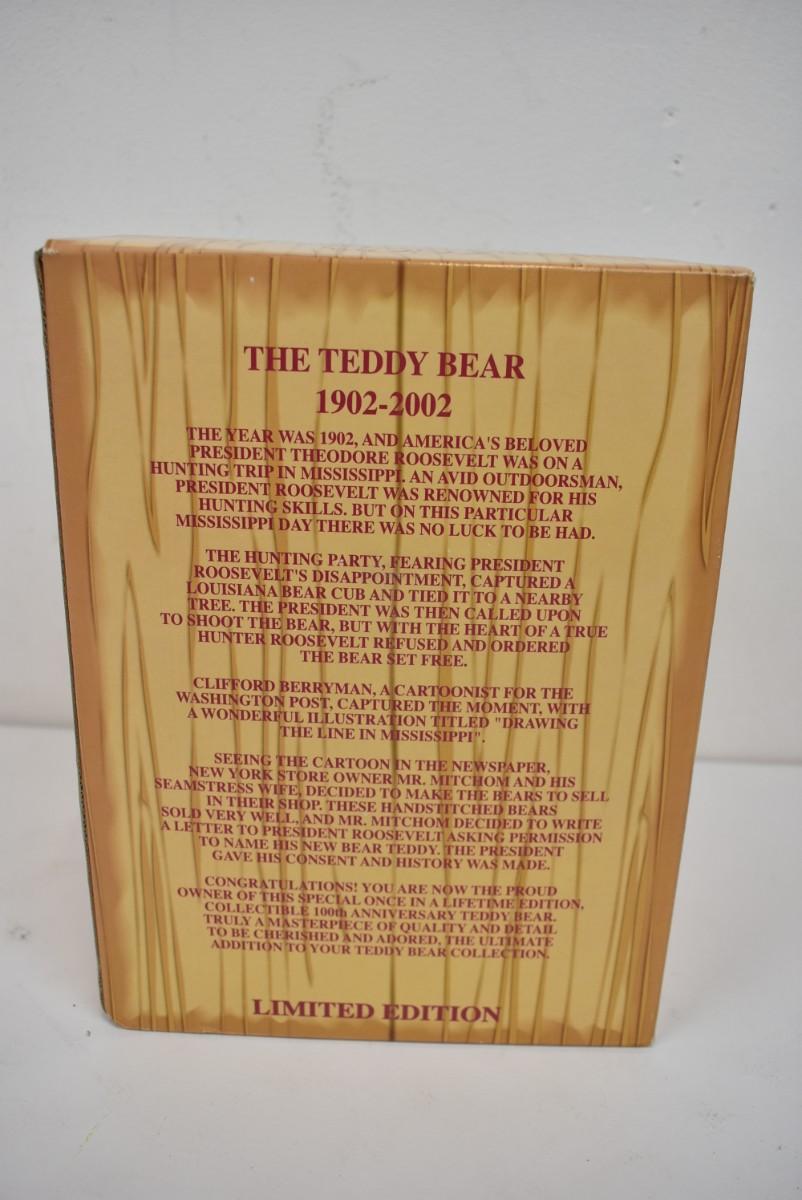 THE TEDDY BEAR
1902-2002
THE YEAR WAS 1902, AND AMERICA'S BELOVED
PRESIDENT THEODORE ROOSEVELT WAS ON A
HUNTING TRIP IN MISSISSIPPI. AN AVID OUTDOORSMAN,
PRESIDENT ROOSEVELT WAS RENOWNED FOR HIS
HUNTING SKILLS. BUT ON THIS PARTICULAR
MISSISSIPPI DAY THERE WAS NO LUCK TO BE HAD.
THE HUNTING PARTY, FEARING PRESIDENT
ROOSEVELT'S DISAPPOINTMENT, CAPTURED A
LOUISIANA BEAR CUB AND TIED IT TO A NEARBY
TREE. THE PRESIDENT WAS THEN CALLED UPON
TO SHOOT THE BEAR, BUT WITH THE HEART OF A TRUE
HUNTER ROOSEVELT REFUSED AND ORDERED
THE BEAR SET FREE.
CLIFFORD BERRYMAN, A CARTOONIST FOR THE
WASHINGTON POST, CAPTURED THE MOMENT, WITH
A WONDERFUL ILLUSTRATION TITLED "DRAWING
THE LINE IN MISSISSIPPI".
SEEING THE CARTOON IN THE NEWSPAPER,
NEW YORK STORE OWNER MR. MITCHOM AND HIS
SEAMSTRESS WIFE, DECIDED TO MAKE THE BEARS TO SELL
IN THEIR SHOP. THESE HANDSTITCHED BEARS
SOLD VERY WELL, AND MR. MITCHOM DECIDED TO WRITE
A LETTER TO PRESIDENT ROOSEVELT ASKING PERMISSION
TO NAME HIS NEW BEAR TEDDY. THE PRESIDENT
GAVE HIS CONSENT AND HISTORY WAS MADE.
CONGRATULATIONS! YOU ARE NOW THE PROUD
OWNER OF THIS SPECIAL ONCE IN A LIFETIME EDITION,
COLLECTIBLE 100th ANNIVERSARY TEDDY BEAR.
TRULY A MASTERPIECE OF QUALITY AND DETAIL
TO BE CHERISHED AND ADORED. THE ULTIMATE
ADDITION TO YOUR TEDDY BEAR COLLECTION.
LIMITED EDITION